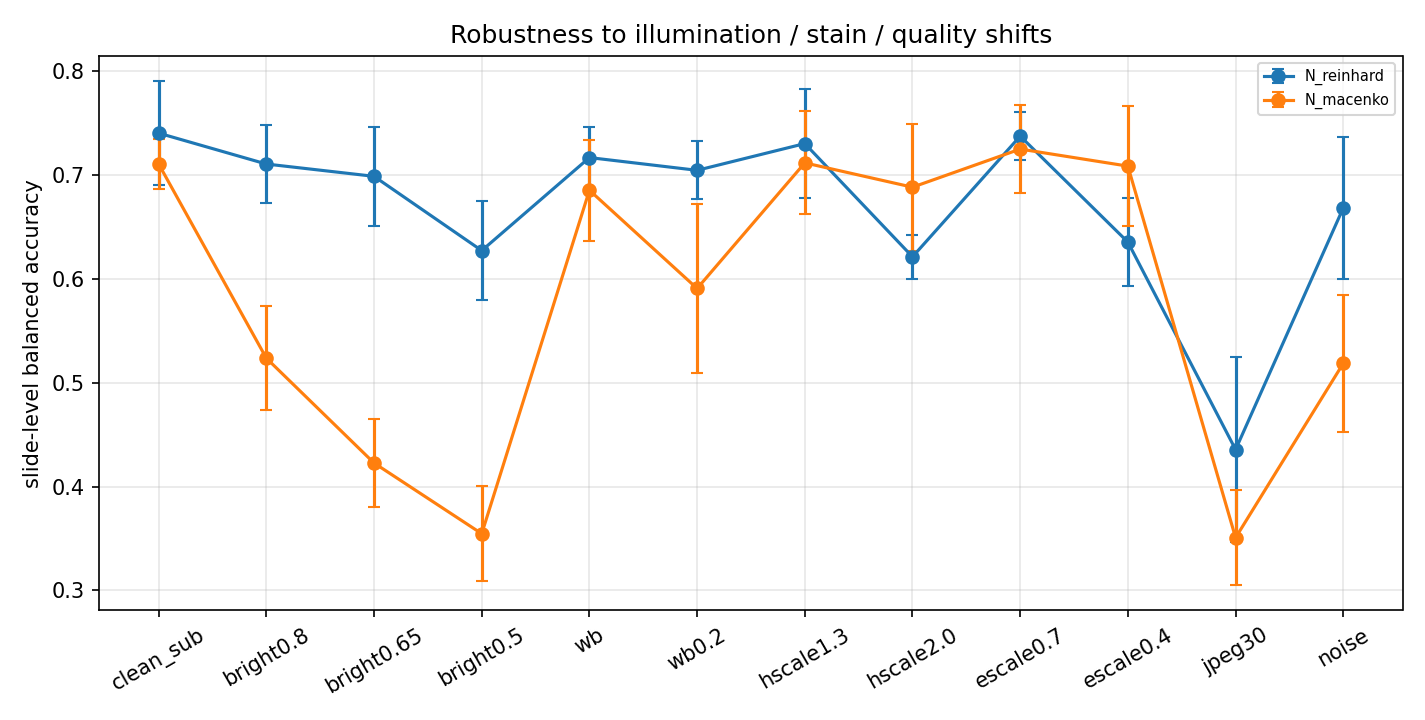 Robustness to illumination / stain / quality shifts
N_reinhard
N_macenko
slide-level balanced accuracy
0.8
0.7
0.6
0.5
0.4
0.3
clean_sub
bright0.8
bright0.65
bright0.5
wb
wb0.2
hscale1.3
hscale2.0
escale0.7
escale0.4
jpeg30
noise